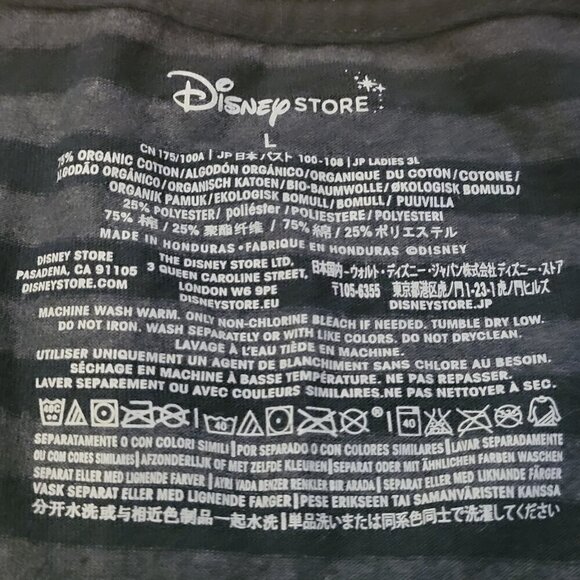 Disney STORE
L
CN 175/100A | JP 日本 バスト 100-108 | JP LADIES 3L
75% ORGANIC COTTON/ALGODÓN ORGÁNICO/ORGANIQUE DU COTON/COTONE/
ALGODÃO ORGÂNICO/ORGANISCH KATOEN/BIO-BAUMWOLLE/ØKOLOGISK BOMULD/
ORGANIK PAMUK/EKOLOGISK BOMULL/BOMULL/ PUUVILLA
25% POLYESTER/ poliéster/POLYESTERE/POLYESTERI
75% 棉/ 25% 聚酯纤维 / 75% 綿/ 25% ポリエステル
MADE IN HONDURAS • FABRIQUE EN HONDURAS ©DISNEY
DISNEY STORE
PASADENA, CA 91105
DISNEYSTORE.COM
THE DISNEY STORE LTD.
3 QUEEN CAROLINE STREET,
LONDON W6 9PE
DISNEYSTORE.EU
日本国内-ウォルト・ディズニー・ジャパン株式会社 ディズニー・ストア
〒105-6355 東京都港区虎ノ門1-23-1 虎ノ門ヒルズ
DISNEYSTORE.JP
MACHINE WASH WARM. ONLY NON-CHLORINE BLEACH IF NEEDED. TUMBLE DRY LOW.
DO NOT IRON. WASH SEPARATELY OR WITH LIKE COLORS. DO NOT DRYCLEAN.
LAVAGE À L'EAU TIÈDE EN MACHINE.
UTILISER UNIQUEMENT UN AGENT DE BLANCHIMENT SANS CHLORE AU BESOIN.
SÉCHAGE EN MACHINE À BASSE TEMPÉRATURE. NE PAS REPASSER.
LAVER SEPAREMENT OU AVEC COULEURS SIMILAIRES.NE PAS NETTOYER À SEC.
40C 40 40
SEPARATAMENTE O CON COLORI SIMILI | POR SEPARADO O CON COLORES SIMILARES | LAVAR SEPARADAMENTE
OU COM CORES SIMILARES | AFZONDERLIJK OF MET ZELFDE KLEUREN | SEPARAT ODER MIT ÄHNLICHEN FARBEN WASCHEN
SEPARAT ELLER MED LIGNENDE FARVER | AYNI YADA BENZER RENKLER BIR ARADA | SEPARAT ELLER MED LIKNANDE FÄRGER
VASK SEPARAT ELLER MED LIGNENDE FARGER | PESE ERIKSEEN TAI SAMANVÄRISTEN KANSSA
分开水洗或与相近色制品一起水洗 | 単品洗いまたは同系色同士で洗濯してください